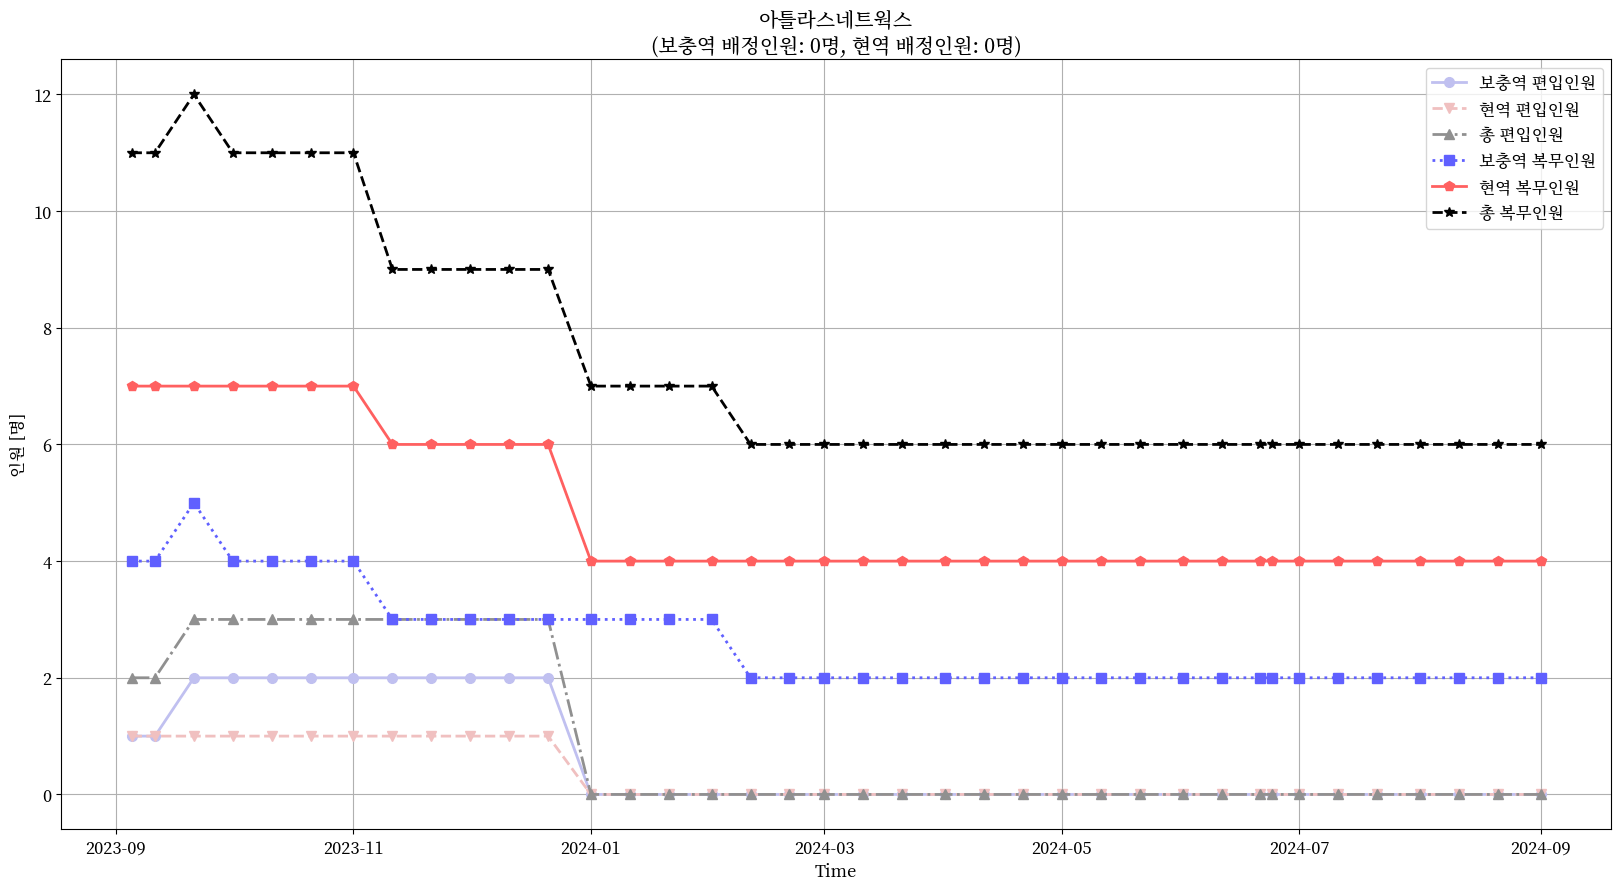 아틀라스네트웍스
(보충역 배정인원: 0명, 현역 배정인원: 0명)
보충역 편입인원
현역 편입인원
총 편입인원
보충역 복무인원
현역 복무인원
총 복무인원
인원 [명]
12
10
8
6
4
2
0
2023-09
2023-11
2024-01
2024-03
2024-05
2024-07
2024-09
Time